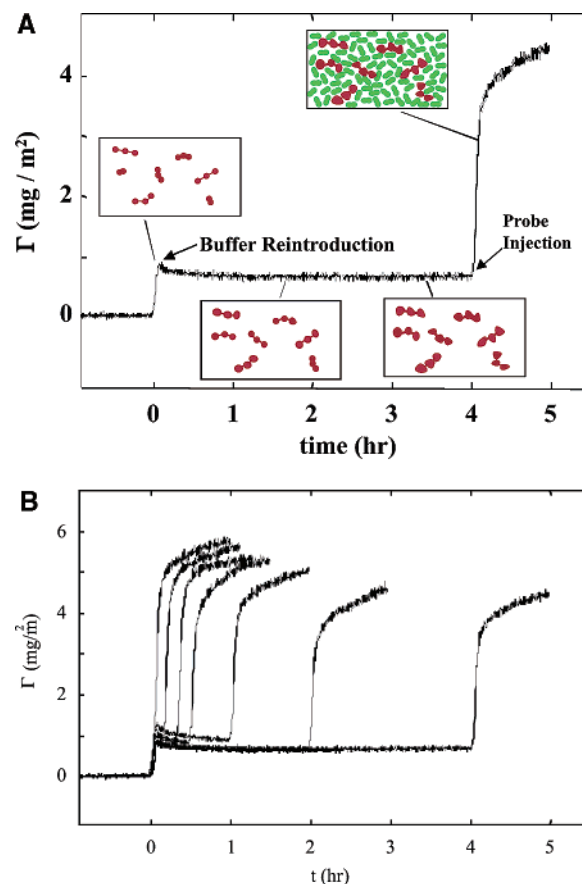 A
Γ (mg / m²)
4
2
0
Buffer Reintroduction
Probe
Injection
0 1 2 3 4 5
time (hr)
B
Γ (mg/m²)
6
4
2
0
0 1 2 3 4 5
t (hr)